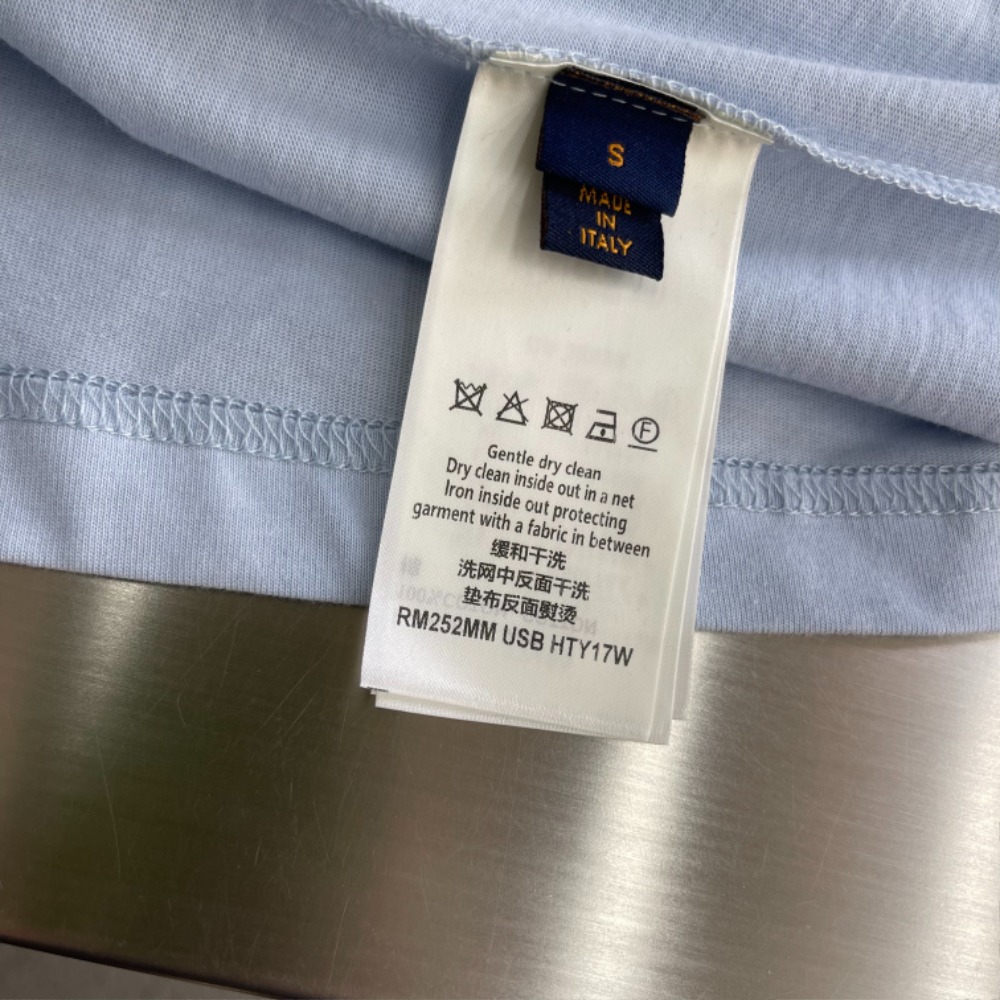 S
MADE
IN
ITALY
F
Gentle dry clean
Dry clean inside out in a net
Iron inside out protecting
garment with a fabric in between
缓和干洗
洗网中反面干洗
垫布反面熨烫
RM252MM USB HTY17W